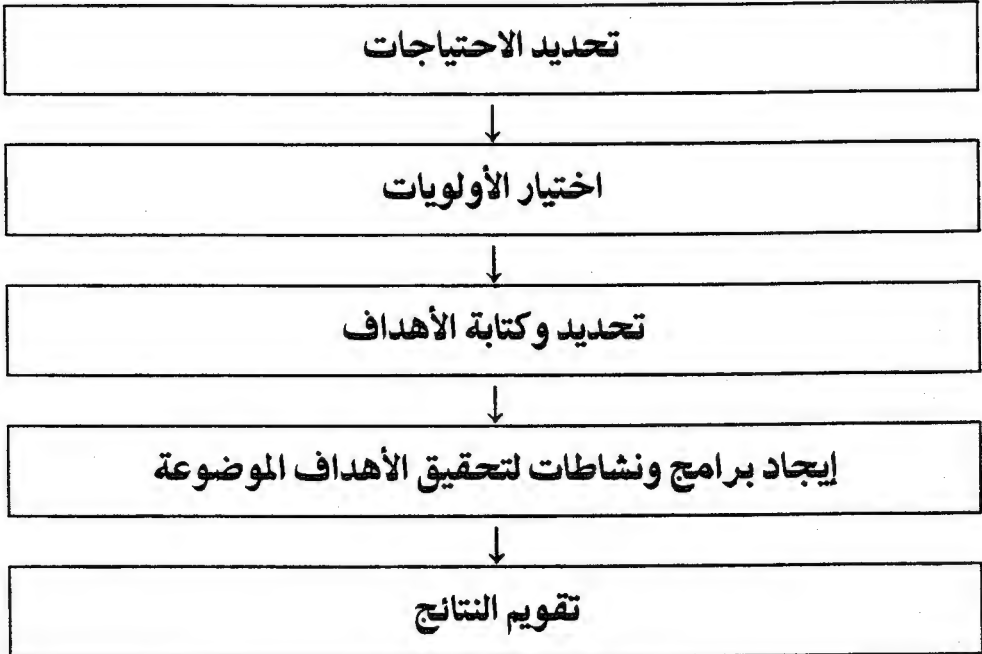 تحديد الاحتياجات
↓
اختيار الأولويات
↓
تحديد وكتابة الأهداف
↓
إيجاد برامج ونشاطات لتحقيق الأهداف الموضوعة
↓
تقويم النتائج